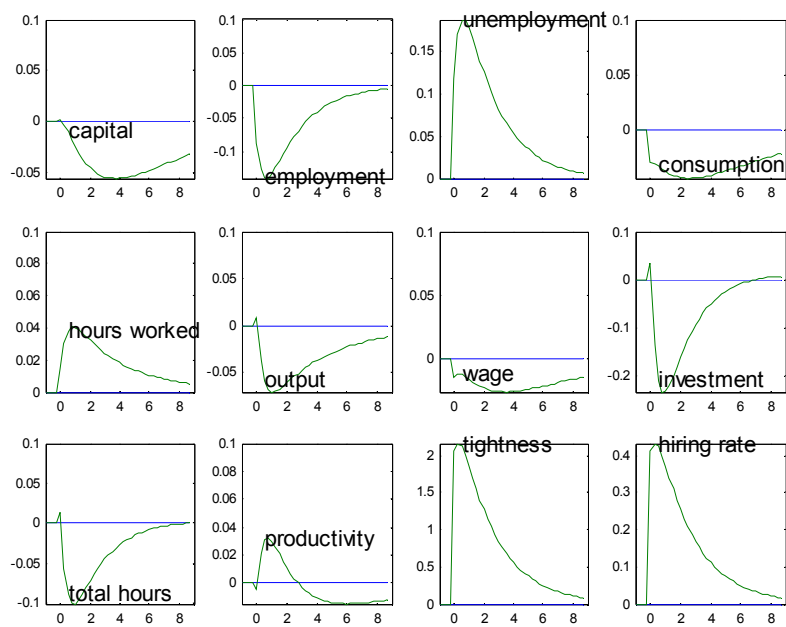 0.1
0.05
0
-0.05
capital
0 2 4 6 8
0.1
0.05
0
-0.05
-0.1
employment
0 2 4 6 8
unemployment
0.15
0.1
0.05
0
0 2 4 6 8
0.1
0.05
0
consumption
0 2 4 6 8
0.1
0.08
0.06
0.04
0.02
0
hours worked
0 2 4 6 8
0.1
0.05
0
-0.05
output
0 2 4 6 8
0.1
0.05
0
wage
0 2 4 6 8
0.1
0
-0.1
-0.2
investment
0 2 4 6 8
0.1
0.05
0
-0.05
-0.1
total hours
0 2 4 6 8
0.1
0.08
0.06
0.04
0.02
0
productivity
0 2 4 6 8
tightness
2
1.5
1
0.5
0
0 2 4 6 8
hiring rate
0.4
0.3
0.2
0.1
0
0 2 4 6 8